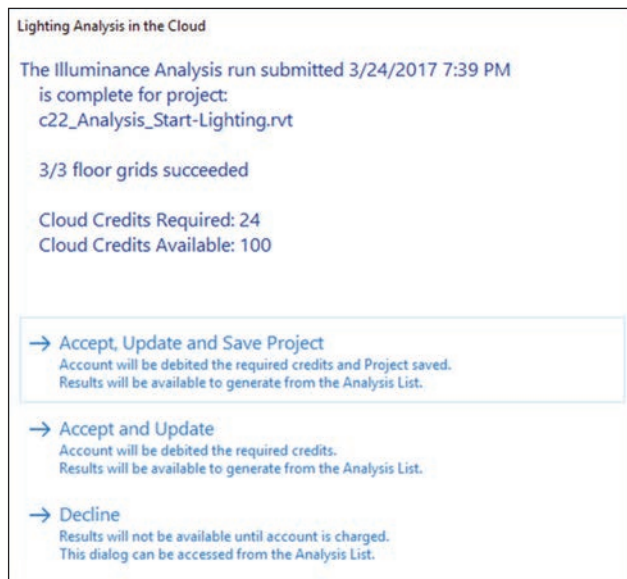 Lighting Analysis in the Cloud
The Illuminance Analysis run submitted 3/24/2017 7:39 PM
is complete for project:
c22_Analysis_Start-Lighting.rvt
3/3 floor grids succeeded
Cloud Credits Required: 24
Cloud Credits Available: 100
→ Accept, Update and Save Project
Account will be debited the required credits and Project saved.
Results will be available to generate from the Analysis List.
→ Accept and Update
Account will be debited the required credits.
Results will be available to generate from the Analysis List.
→ Decline
Results will not be available until account is charged.
This dialog can be accessed from the Analysis List.